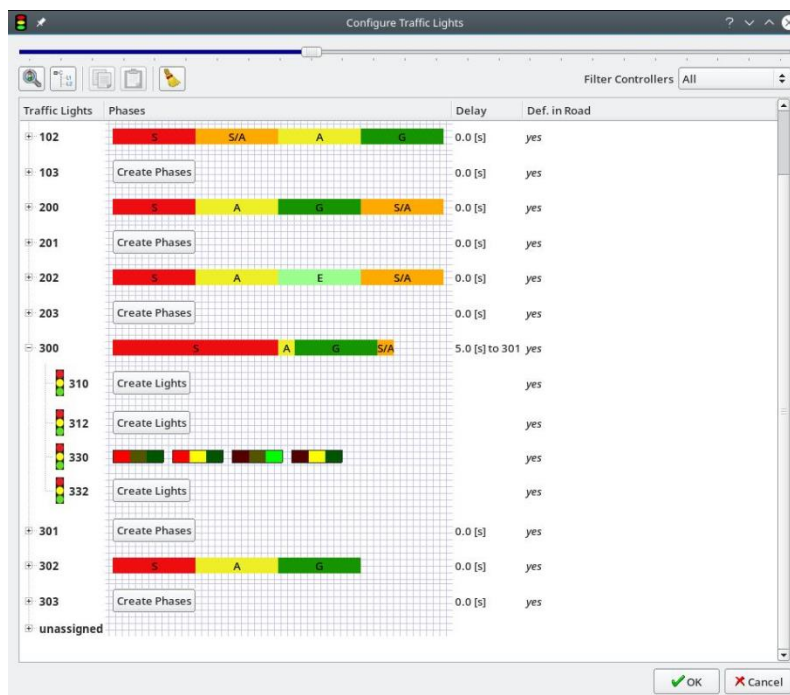 Configure Traffic Lights
Filter Controllers All
Traffic Lights Phases Delay Def. in Road
102 S S/A A G 0.0 [s] yes
103 Create Phases 0.0 [s] yes
200 S A G S/A 0.0 [s] yes
201 Create Phases 0.0 [s] yes
202 S A E S/A 0.0 [s] yes
203 Create Phases 0.0 [s] yes
300 S A G S/A 5.0 [s] to 301 yes
310 Create Lights yes
312 Create Lights yes
330 yes
332 Create Lights yes
301 Create Phases 0.0 [s] yes
302 S A G 0.0 [s] yes
303 Create Phases 0.0 [s] yes
unassigned
OK Cancel